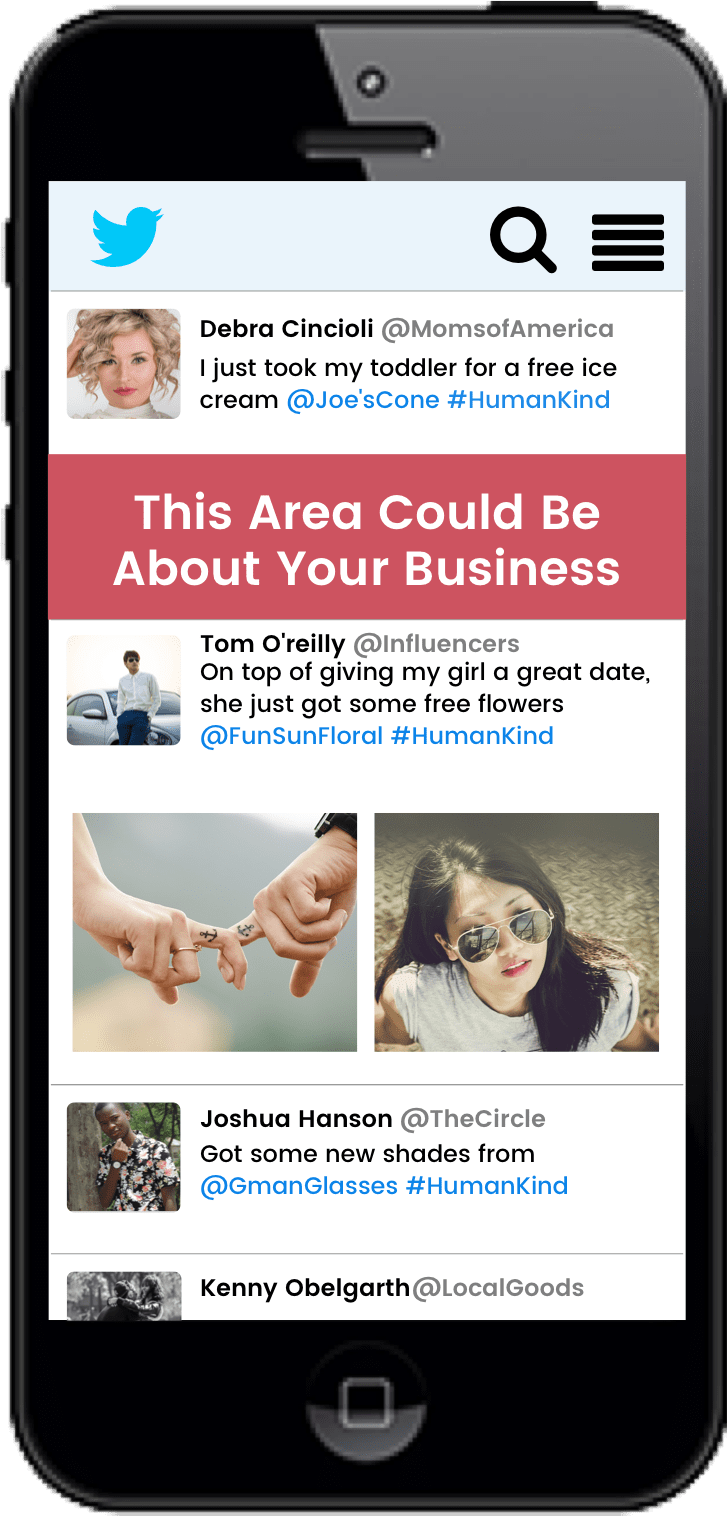 Debra Cincioli @MomsofAmerica
I just took my toddler for a free ice
cream @Joe'sCone #HumanKind
This Area Could Be
About Your Business
Tom O'reilly @Influencers
On top of giving my girl a great date,
she just got some free flowers
@FunSunFloral #HumanKind
Joshua Hanson @TheCircle
Got some new shades from
@GmanGlasses #HumanKind
Kenny Obelgarth@LocalGoods